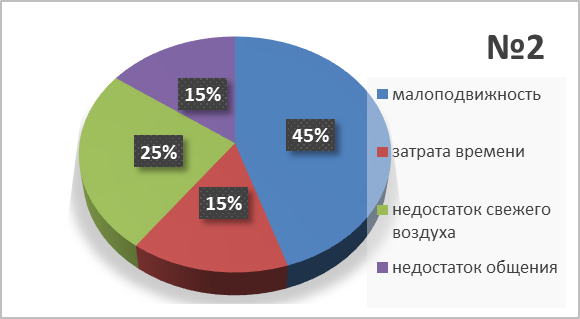 №2
15%
45%
25%
15%
малоподвижность
затрата времени
недостаток свежего
воздуха
недостаток общения